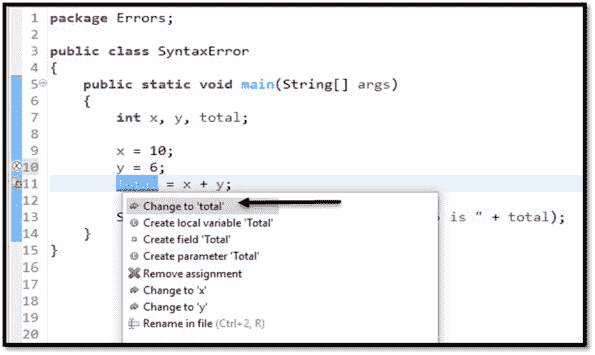 1 package Errors;
2
3 public class SyntaxError
4 {
5 public static void main(String[] args)
6 {
7 int x, y, total;
8
9 x = 10;
10 y = 6;
11 = x + y;
12
13 S is " + total);
14 }
15 }
16
17
18
19
20
Change to 'total'
Create local variable 'Total'
Create field 'Total'
Create parameter 'Total'
Remove assignment
Change to 'x'
Change to 'y'
Rename in file (Ctrl+2, R)